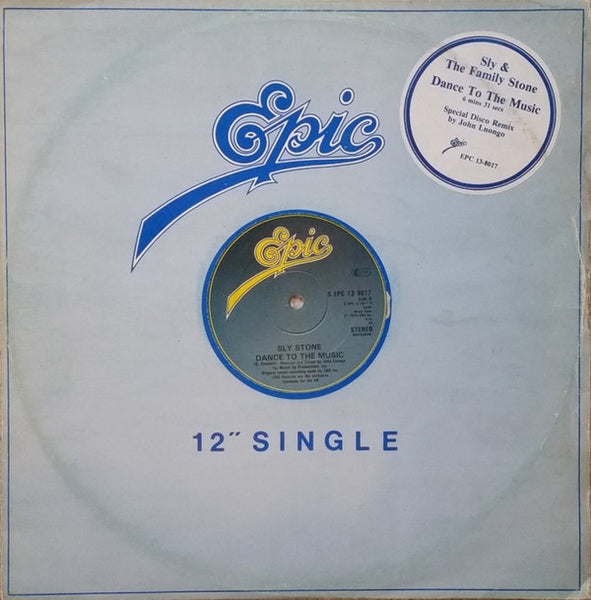 Epic
Sly &
The Family Stone
Dance To The Music
6 mins 31 secs
Special Disco Remix
by John Luongo
Epic
EPC 13-8017
Epic
S EPC 13 8017
STEREO
SLY STONE
DANCE TO THE MUSIC
12" SINGLE